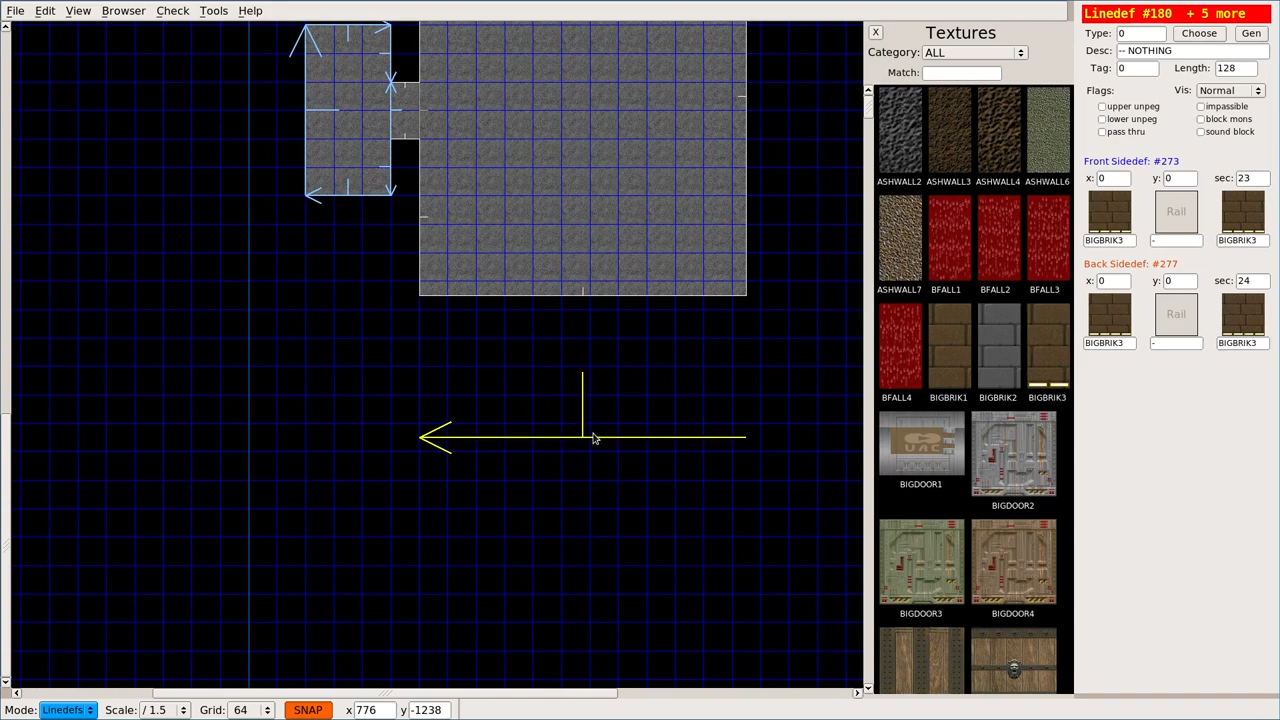 File Edit View Browser Check Tools Help
X Textures
Category: ALL
Match:
ASHWALL2 ASHWALL3 ASHWALL4 ASHWALL6
ASHWALL7 BFALL1 BFALL2 BFALL3
BFALL4 BIGBRIK1 BIGBRIK2 BIGBRIK3
UAC
BIGDOOR1 BIGDOOR2
BIGDOOR3 BIGDOOR4
Linedef #180 + 5 more
Type: 0 Choose Gen
Desc: -- NOTHING
Tag: 0 Length: 128
Flags: Vis: Normal
upper unpeg impassible
lower unpeg block mons
pass thru sound block
Front Sidedef: #273
x: 0 y: 0 sec: 23
Rail
BIGBRIK3 - BIGBRIK3
Back Sidedef: #277
x: 0 y: 0 sec: 24
Rail
BIGBRIK3 - BIGBRIK3
Mode: Linedefs Scale: / 1.5 Grid: 64 SNAP x 776 y -1238